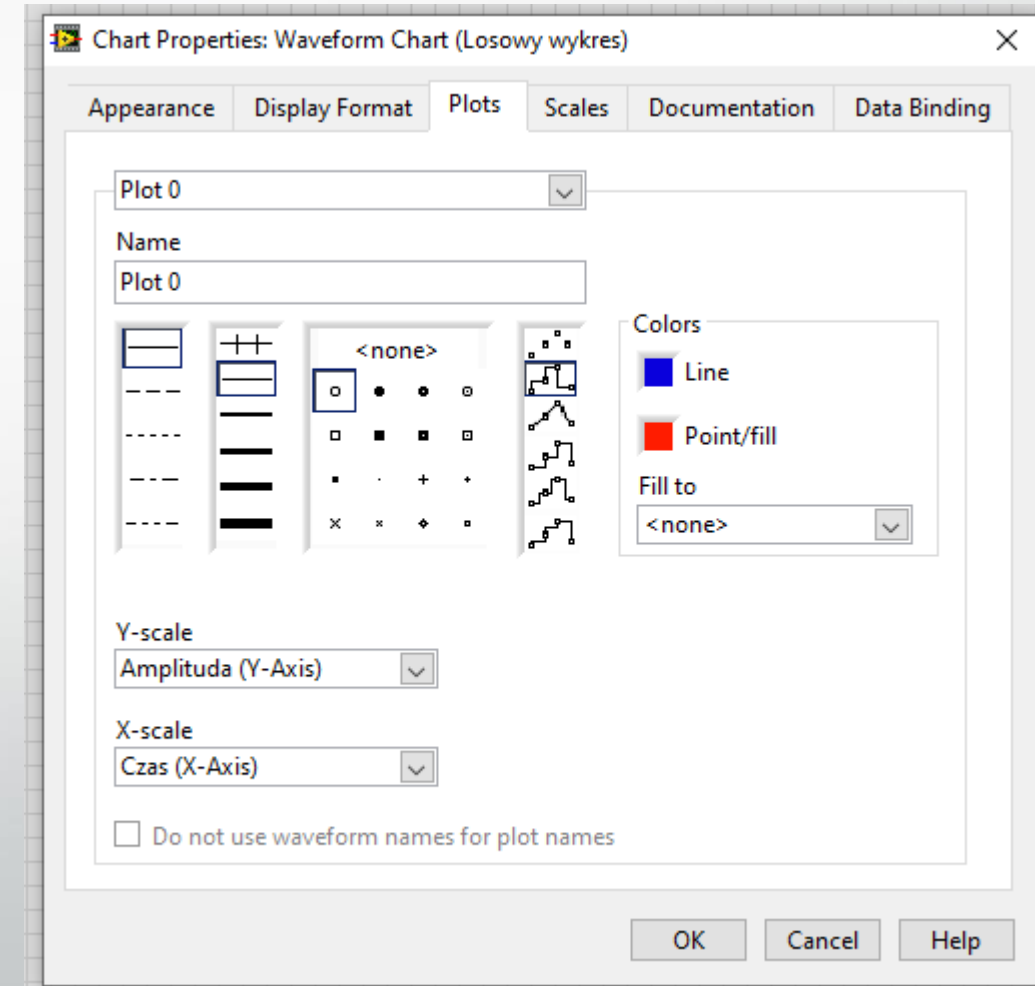 Chart Properties: Waveform Chart (Losowy wykres)
Appearance Display Format Plots Scales Documentation Data Binding
Plot 0
Name
Plot 0
<none>
Colors
Line
Point/fill
Fill to
<none>
Y-scale
Amplituda (Y-Axis)
X-scale
Czas (X-Axis)
Do not use waveform names for plot names
OK Cancel Help